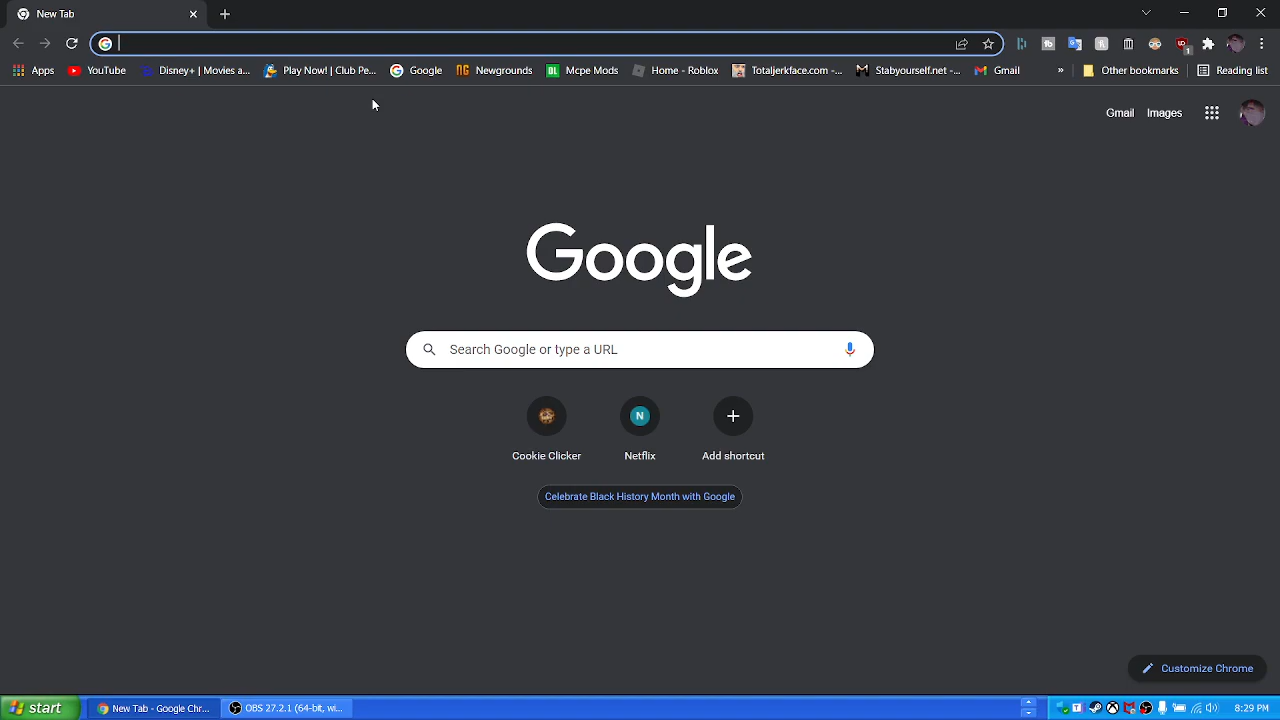 New Tab
Apps YouTube Disney+ | Movies a... Play Now! | Club Pe... Google Newgrounds Mcpe Mods Home - Roblox Totaljerkface.com -... Stabyourself.net -... Gmail » Other bookmarks Reading list
Gmail Images
Google
Search Google or type a URL
N
Cookie Clicker Netflix Add shortcut
Celebrate Black History Month with Google
Customize Chrome
start New Tab - Google Chr... OBS 27.2.1 (64-bit, wi... 8:29 PM